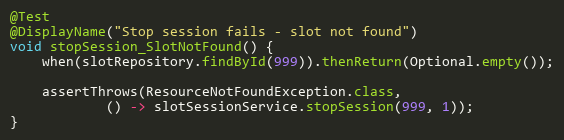 @Test
@DisplayName("Stop session fails - slot not found")
void stopSession_SlotNotFound() {
    when(slotRepository.findById(999)).thenReturn(Optional.empty());

    assertThrows(ResourceNotFoundException.class,
            () -> slotSessionService.stopSession(999, 1));
}